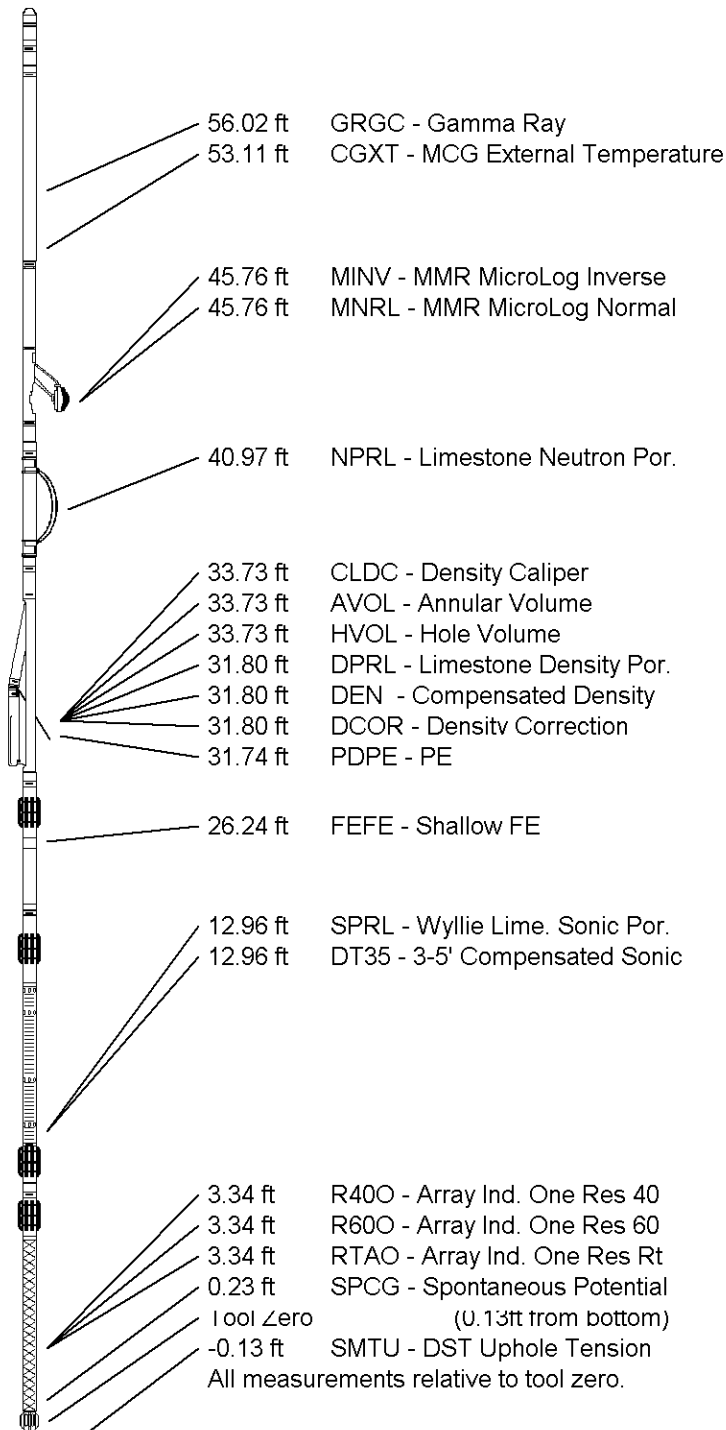 56.02 ft GRGC - Gamma Ray
53.11 ft CGXT - MCG External Temperature
45.76 ft MINV - MMR MicroLog Inverse
45.76 ft MNRL - MMR MicroLog Normal
40.97 ft NPRL - Limestone Neutron Por.
33.73 ft CLDC - Density Caliper
33.73 ft AVOL - Annular Volume
33.73 ft HVOL - Hole Volume
31.80 ft DPRL - Limestone Density Por.
31.80 ft DEN - Compensated Density
31.80 ft DCOR - Density Correction
31.74 ft PDPE - PE
26.24 ft FEFE - Shallow FE
12.96 ft SPRL - Wyllie Lime. Sonic Por.
12.96 ft DT35 - 3-5' Compensated Sonic
3.34 ft R40O - Array Ind. One Res 40
3.34 ft R60O - Array Ind. One Res 60
3.34 ft RTAO - Array Ind. One Res Rt
0.23 ft SPCG - Spontaneous Potential
Tool Zero (0.13ft from bottom)
-0.13 ft SMTU - DST Uphole Tension
All measurements relative to tool zero.